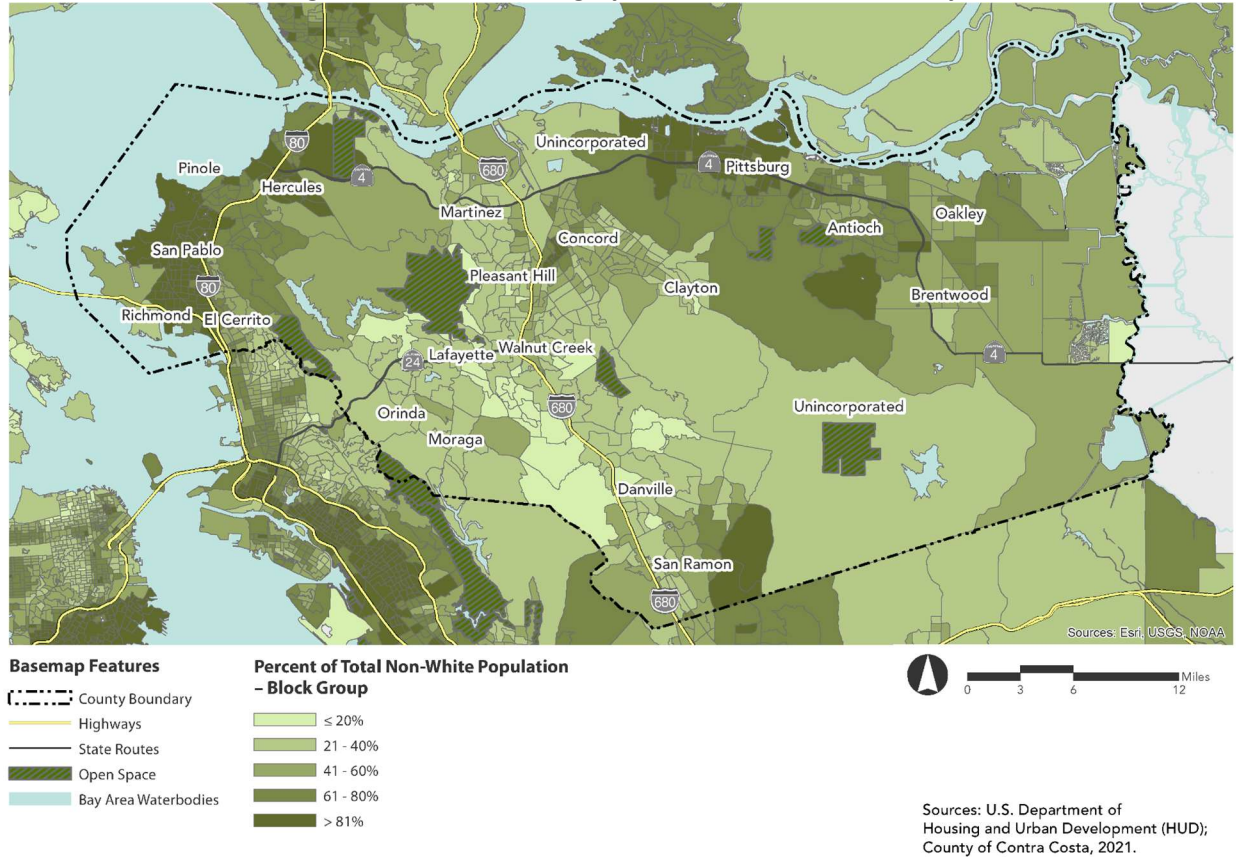 80
Unincorporated
Pinole
680
4
Pittsburg
4
Hercules
Martinez
Oakley
Antioch
Concord
San Pablo
Pleasant Hill
80
Clayton
Brentwood
Richmond
El Cerrito
Lafayette
Walnut Creek
4
24
Orinda
680
Unincorporated
Moraga
Danville
San Ramon
680
Sources: Esri, USGS, NOAA
Basemap Features
County Boundary
Highways
State Routes
Open Space
Bay Area Waterbodies
Percent of Total Non-White Population
– Block Group
≤ 20%
21 - 40%
41 - 60%
61 - 80%
> 81%
0 3 6 12 Miles
Sources: U.S. Department of
Housing and Urban Development (HUD);
County of Contra Costa, 2021.